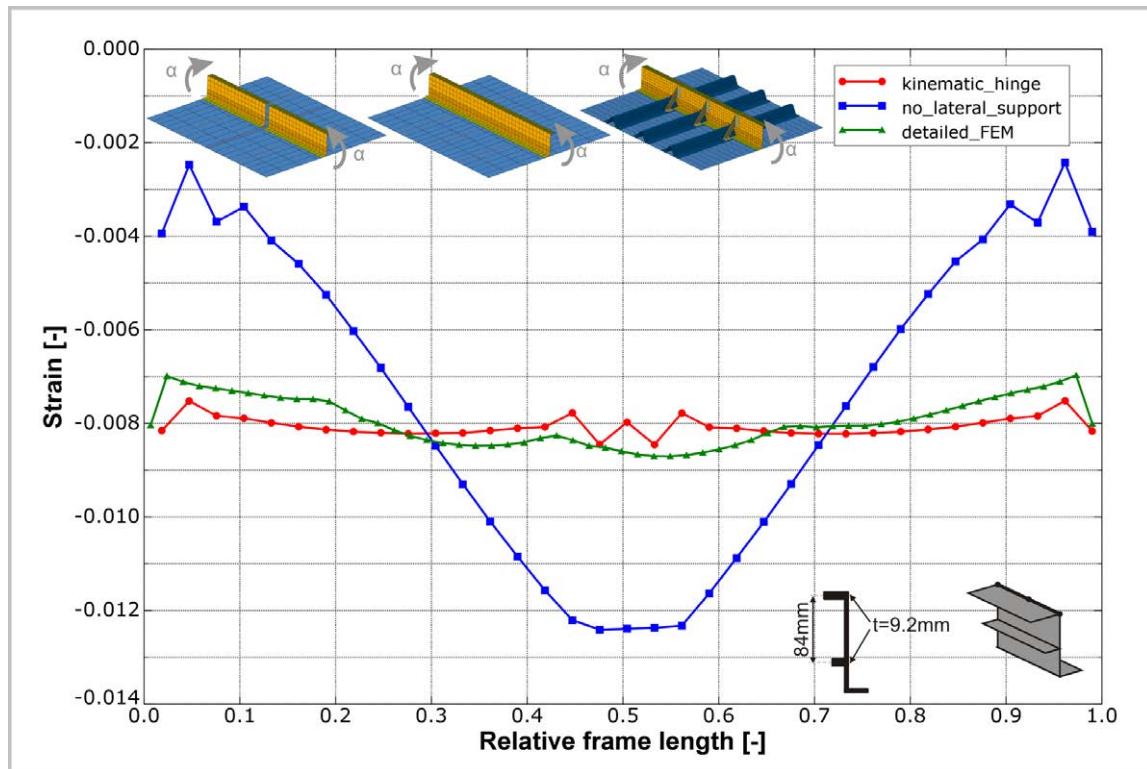 0.000
-0.002
-0.004
-0.006
-0.008
-0.010
-0.012
-0.014
Strain [-]
α
α
α
α
α
α
kinematic_hinge
no_lateral_support
detailed_FEM
84mm
t=9.2mm
0.0 0.1 0.2 0.3 0.4 0.5 0.6 0.7 0.8 0.9 1.0
Relative frame length [-]